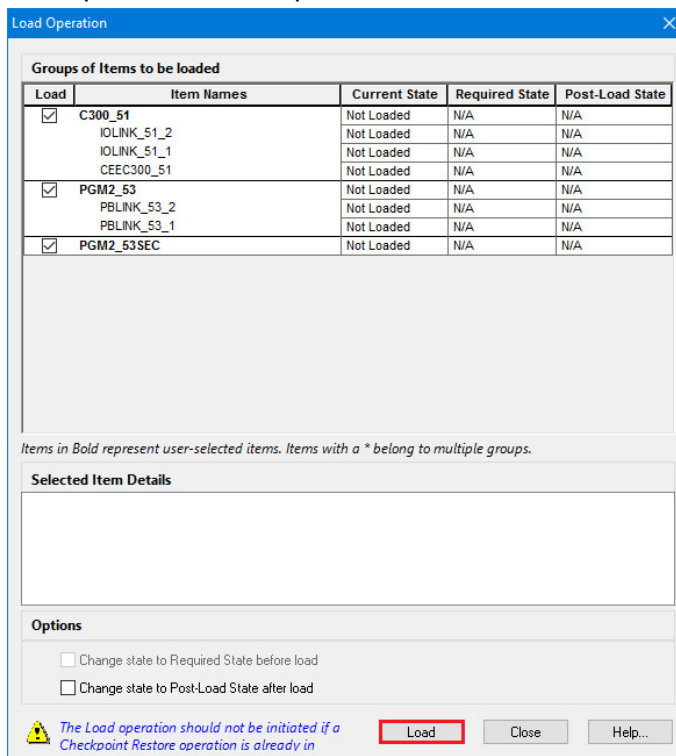 Load Operation
Groups of Items to be loaded
Load Item Names Current State Required State Post-Load State
C300_51 Not Loaded N/A N/A
IOLINK_51_2 Not Loaded N/A N/A
IOLINK_51_1 Not Loaded N/A N/A
CEEC300_51 Not Loaded N/A N/A
PGM2_53 Not Loaded N/A N/A
PBLINK_53_2 Not Loaded N/A N/A
PBLINK_53_1 Not Loaded N/A N/A
PGM2_53SEC Not Loaded N/A N/A
Items in Bold represent user-selected items. Items with a * belong to multiple groups.
Selected Item Details
Options
Change state to Required State before load
Change state to Post-Load State after load
The Load operation should not be initiated if a
Checkpoint Restore operation is already in
Load Close Help...